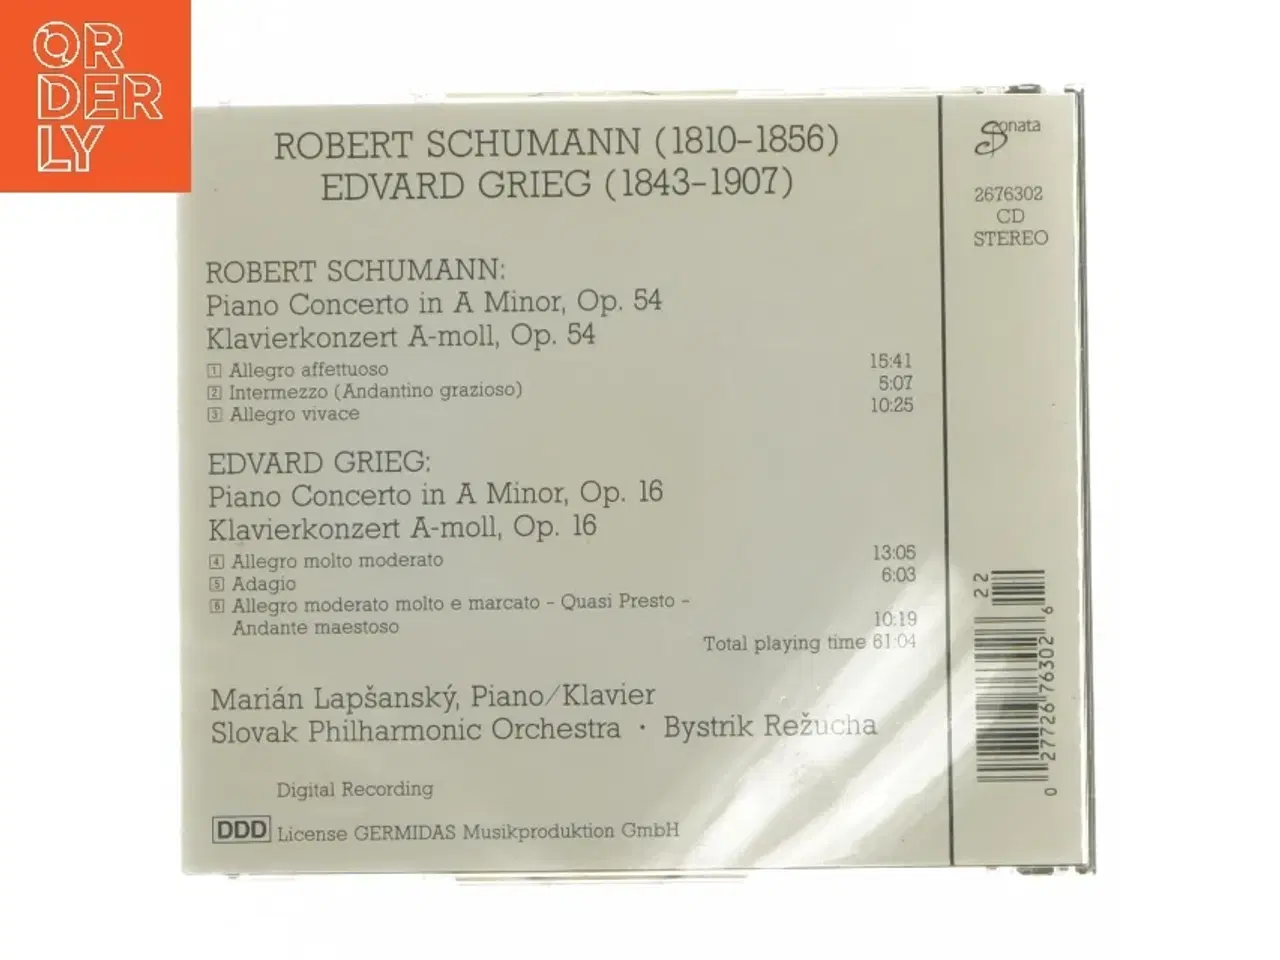 ORDERLY
ROBERT SCHUMANN (1810-1856)
EDVARD GRIEG (1843-1907)
Sonata
2676302
CD
STEREO
ROBERT SCHUMANN:
Piano Concerto in A Minor, Op. 54
Klavierkonzert A-moll, Op. 54
1 Allegro affettuoso 15:41
2 Intermezzo (Andantino grazioso) 5:07
3 Allegro vivace 10:25
EDVARD GRIEG:
Piano Concerto in A Minor, Op. 16
Klavierkonzert A-moll, Op. 16
4 Allegro molto moderato 13:05
5 Adagio 6:03
6 Allegro moderato molto e marcato - Quasi Presto -
Andante maestoso 10:19
Total playing time 61:04
Marián Lapšanský, Piano/Klavier
Slovak Philharmonic Orchestra · Bystrik Režucha
Digital Recording
DDD License GERMIDAS Musikproduktion GmbH
22
0 27726 76302 6